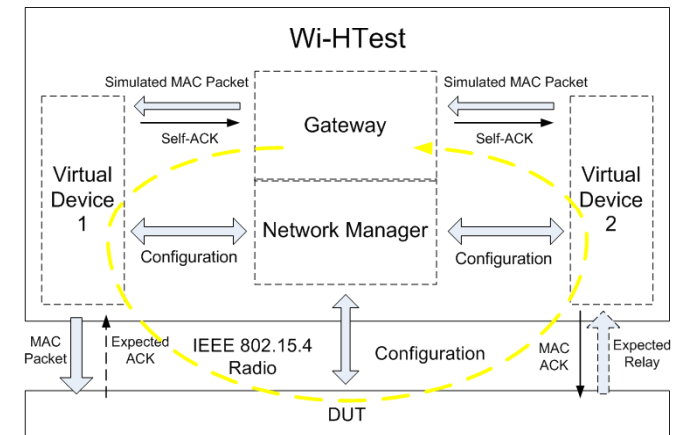 Wi-HTest
Simulated MAC Packet
Simulated MAC Packet
Gateway
Self-ACK
Self-ACK
Virtual
Device
1
Virtual
Device
2
Network Manager
Configuration
Configuration
MAC
Packet
Expected
ACK
IEEE 802.15.4
Radio
Configuration
MAC
ACK
Expected
Relay
DUT